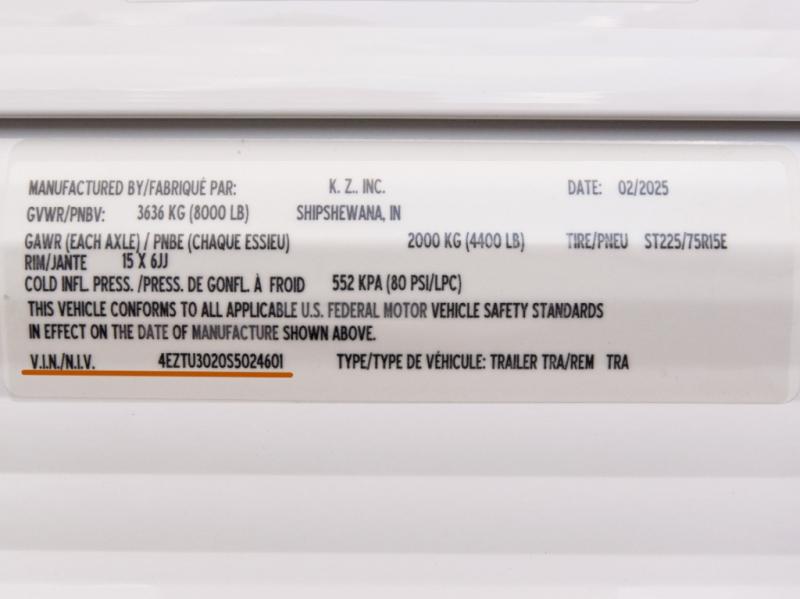 MANUFACTURED BY/FABRIQUÉ PAR: K. Z.. INC. DATE: 02/2025
GVWR/PNBV: 3636 KG (8000 LB) SHIPSHEWANA, IN
GAWR (EACH AXLE) / PNBE (CHAQUE ESSIEU) 2000 KG (4400 LB) TIRE/PNEU ST225/75R15E
RIM/JANTE 15 X 6JJ
COLD INFL. PRESS. /PRESS. DE GONFL. À FROID 552 KPA (80 PSI/LPC)
THIS VEHICLE CONFORMS TO ALL APPLICABLE U.S. FEDERAL MOTOR VEHICLE SAFETY STANDARDS
IN EFFECT ON THE DATE OF MANUFACTURE SHOWN ABOVE.
V.I.N./N.I.V. 4EZTU3020S5024601 TYPE/TYPE DE VÉHICULE: TRAILER TRA/REM TRA